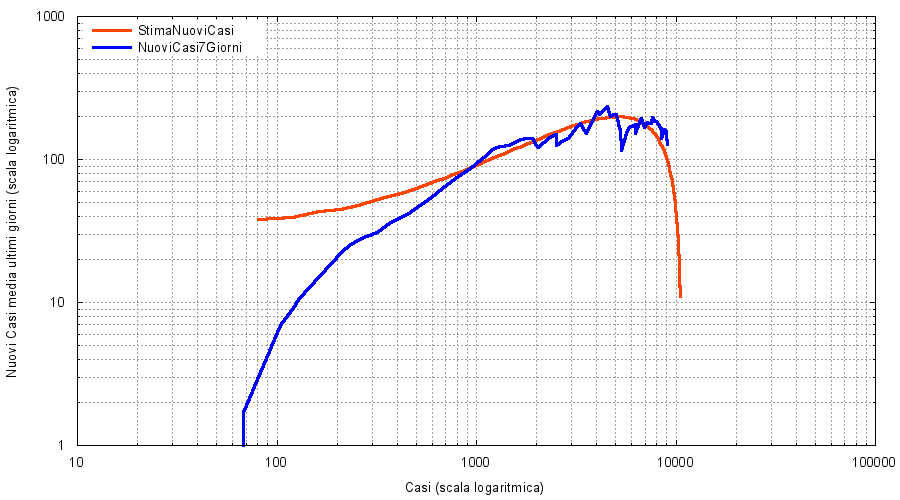 1000
StimaNuoviCasi
NuoviCasi7Giorni
100
10
1
Nuovi Casi media ultimi giorni (scala logaritmica)
10
100
1000
10000
100000
Casi (scala logaritmica)